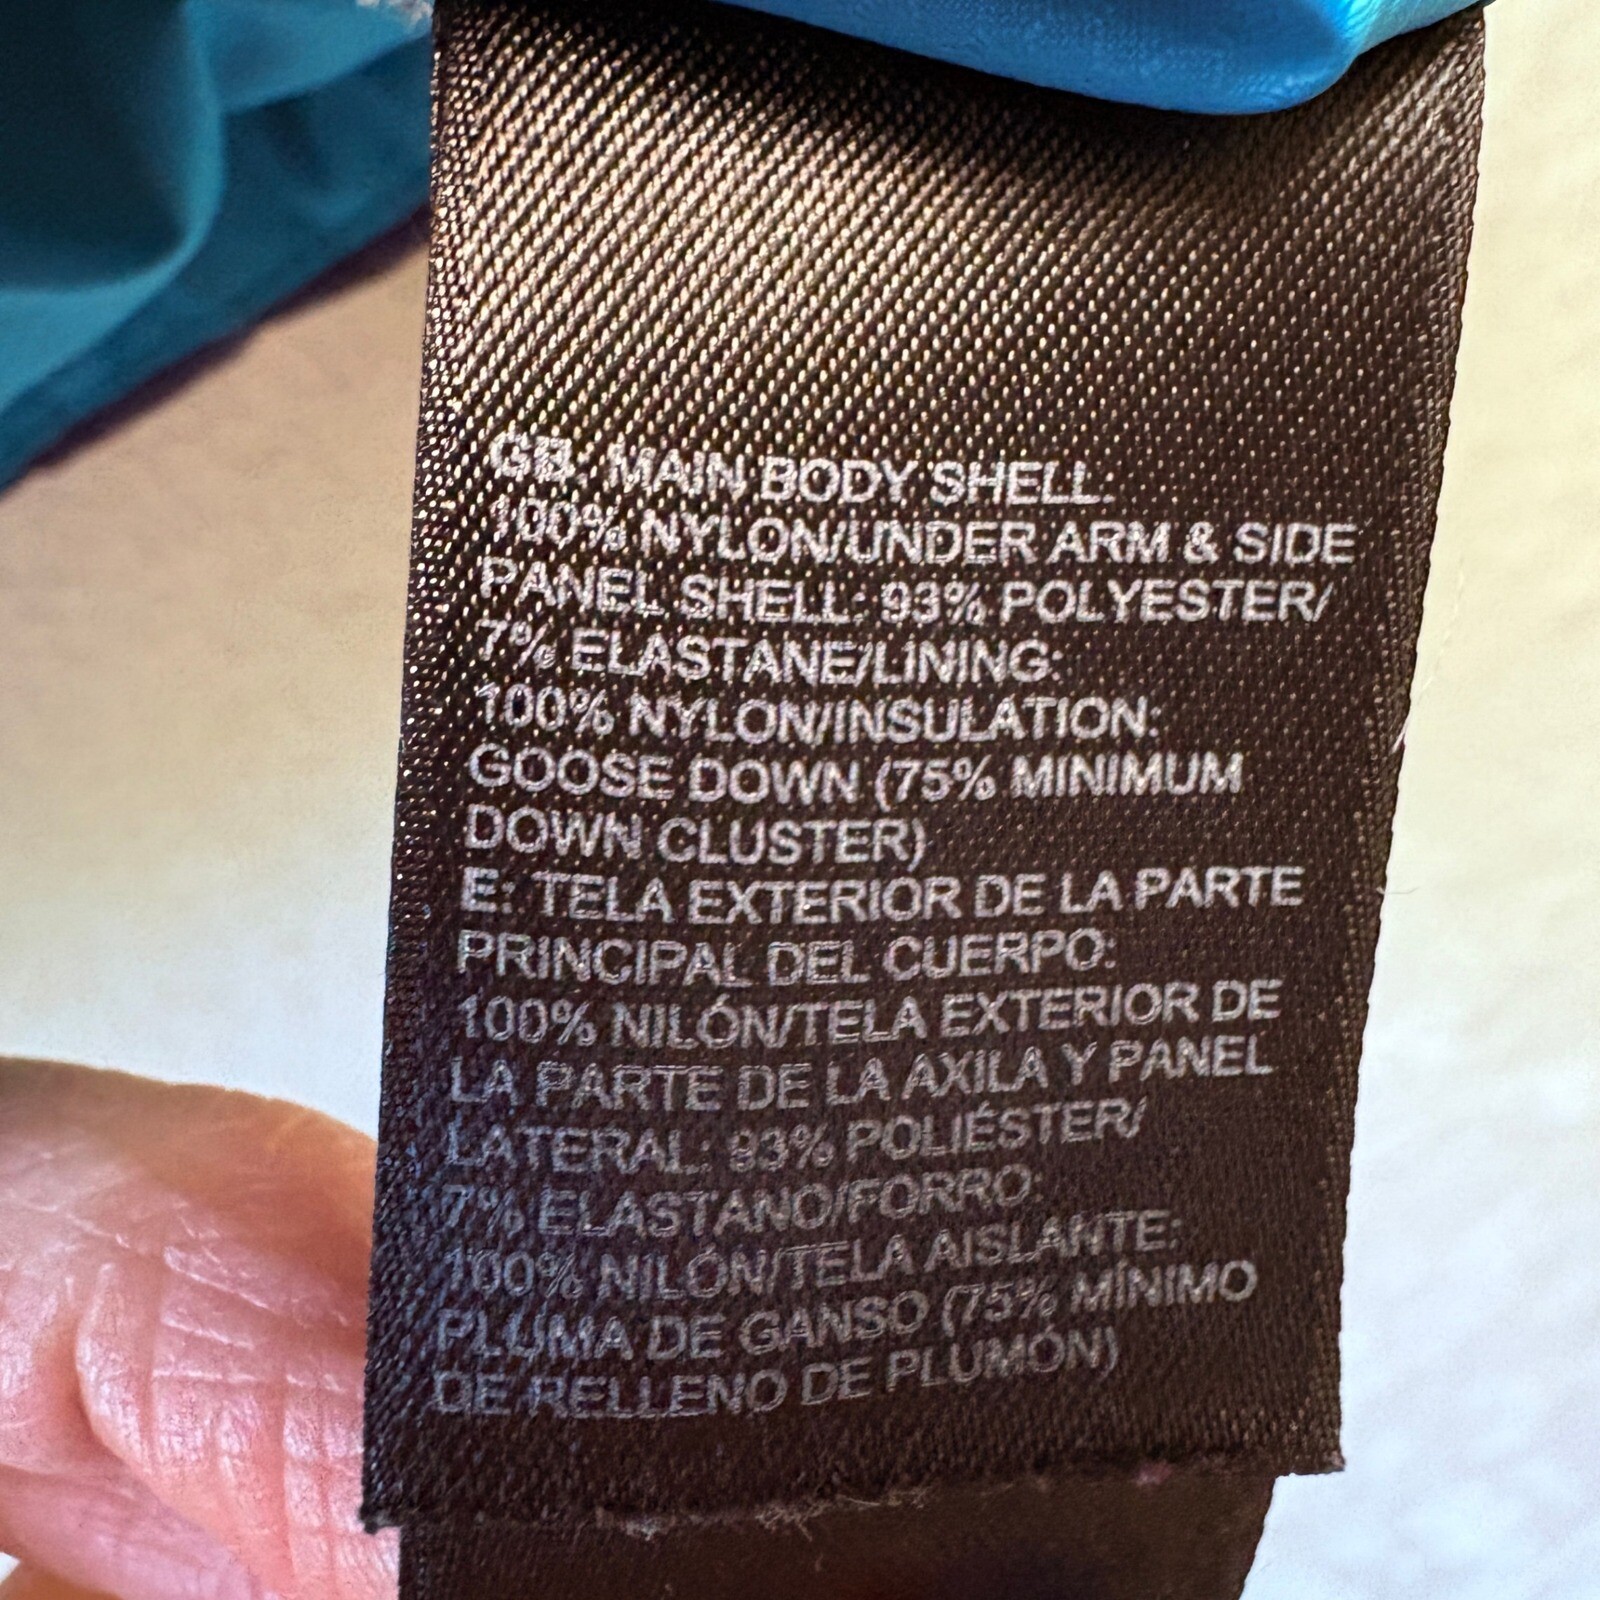 GB: MAIN BODY SHELL:
100% NYLON/UNDER ARM & SIDE
PANEL SHELL: 93% POLYESTER/
7% ELASTANE/LINING:
100% NYLON/INSULATION:
GOOSE DOWN (75% MINIMUM
DOWN CLUSTER)
E: TELA EXTERIOR DE LA PARTE
PRINCIPAL DEL CUERPO:
100% NILÓN/TELA EXTERIOR DE
LA PARTE DE LA AXILA Y PANEL
LATERAL: 93% POLIÉSTER/
7% ELASTANO/FORRO:
100% NILÓN/TELA AISLANTE:
PLUMA DE GANSO (75% MÍNIMO
DE RELLENO DE PLUMÓN)